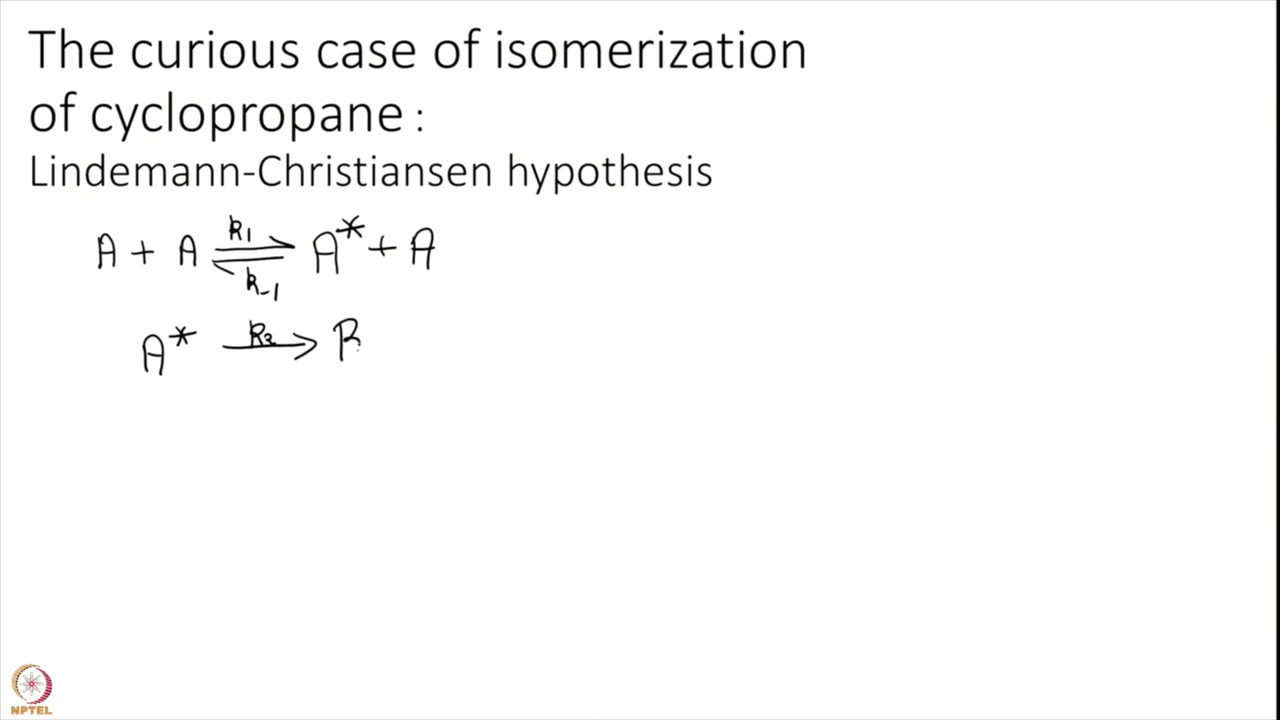 The curious case of isomerization
of cyclopropane :
Lindemann-Christiansen hypothesis
A + A ⇌ A* + A
k1
k-1
A* → B
k2
NPTEL